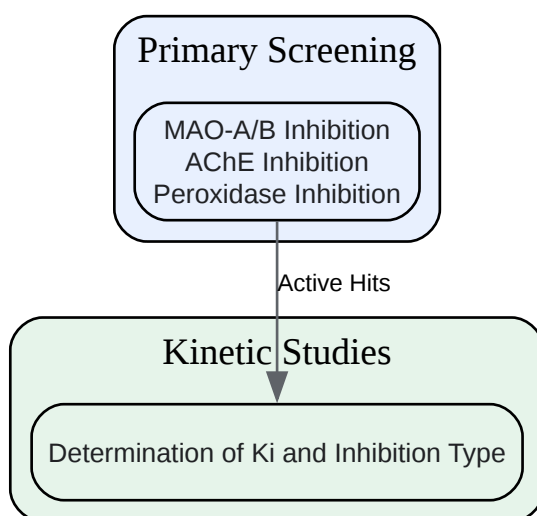 Primary Screening
MAO-A/B Inhibition
AChE Inhibition
Peroxidase Inhibition
Active Hits
Kinetic Studies
Determination of Ki and Inhibition Type